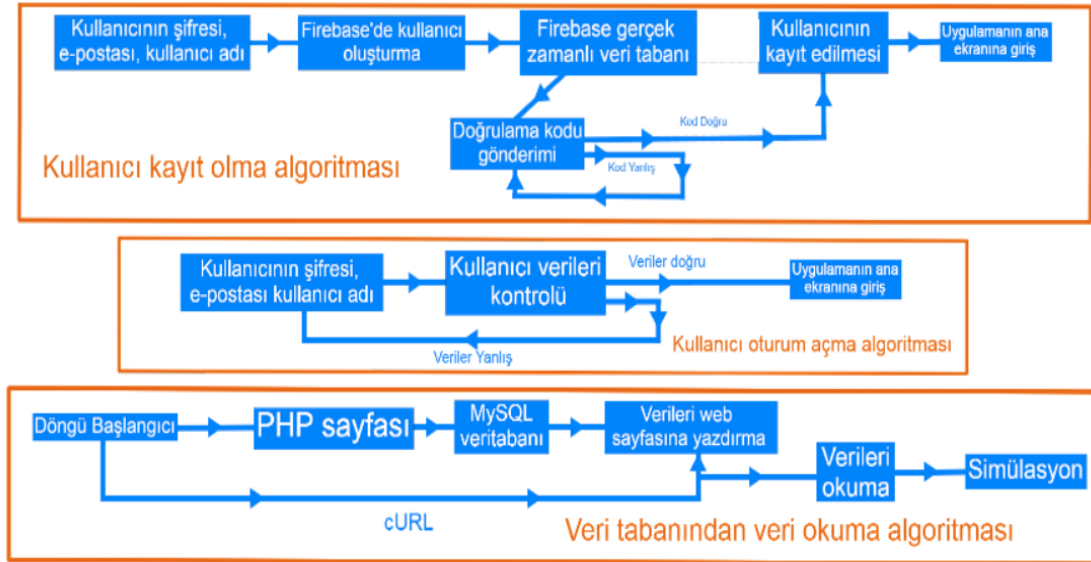 Kullanıcının şifresi,
e-postası, kullanıcı adı
Firebase'de kullanıcı
oluşturma
Firebase gerçek
zamanlı veri tabanı
Kullanıcının
kayıt edilmesi
Uygulamanın ana
ekranına giriş
Doğrulama kodu
gönderimi
Kod Doğru
Kod Yanlış
Kullanıcı kayıt olma algoritması
Kullanıcının şifresi,
e-postası kullanıcı adı
Kullanıcı verileri
kontrolü
Veriler doğru
Uygulamanın ana
ekranına giriş
Veriler Yanlış
Kullanıcı oturum açma algoritması
Döngü Başlangıcı
PHP sayfası
MySQL
veritabanı
Verileri web
sayfasına yazdırma
Verileri
okuma
Simülasyon
cURL
Veri tabanından veri okuma algoritması